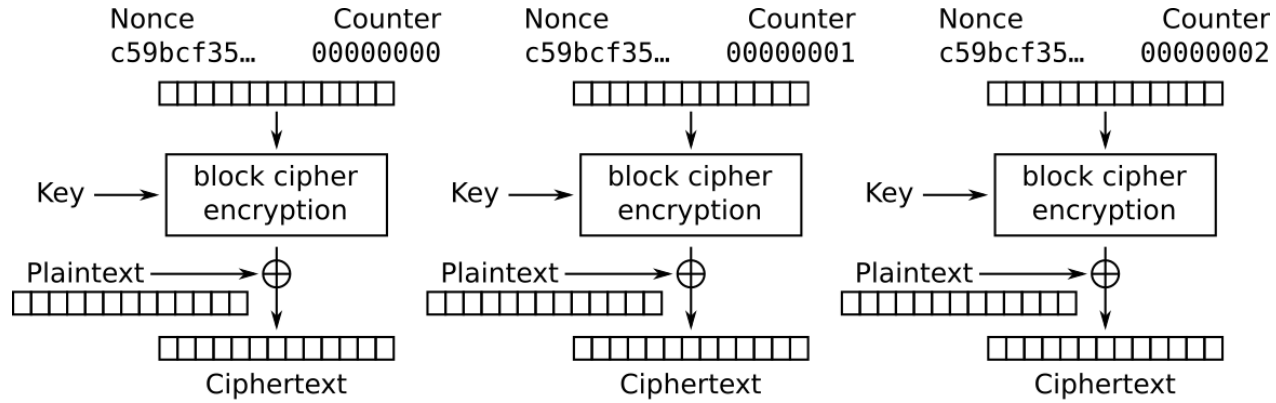 Nonce Counter Nonce Counter Nonce Counter
c59bcf35… 00000000 c59bcf35… 00000001 c59bcf35… 00000002
block cipher block cipher block cipher
Key Key Key
encryption encryption encryption
Plaintext Plaintext Plaintext
Ciphertext Ciphertext Ciphertext